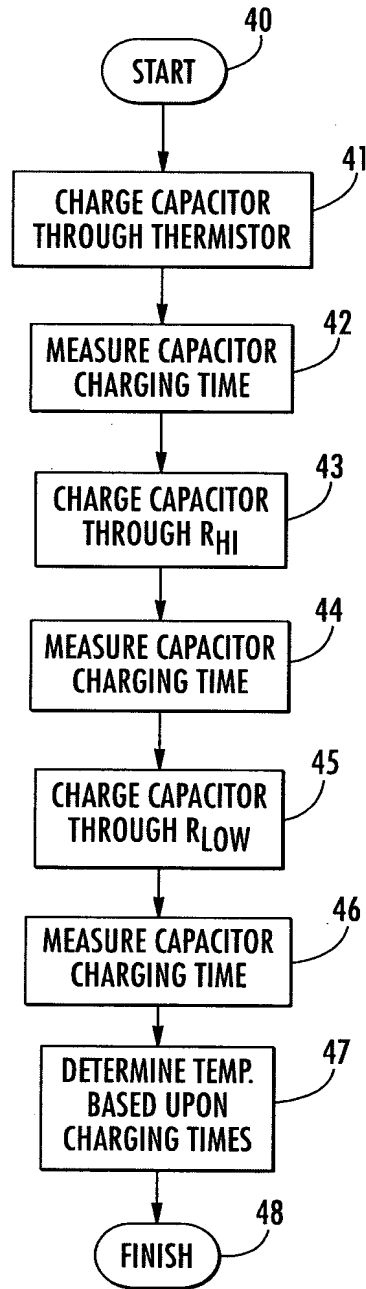 40
START
41
CHARGE CAPACITOR
THROUGH THERMISTOR
42
MEASURE CAPACITOR
CHARGING TIME
43
CHARGE CAPACITOR
THROUGH RHI
44
MEASURE CAPACITOR
CHARGING TIME
45
CHARGE CAPACITOR
THROUGH RLOW
46
MEASURE CAPACITOR
CHARGING TIME
47
DETERMINE TEMP.
BASED UPON
CHARGING TIMES
48
FINISH